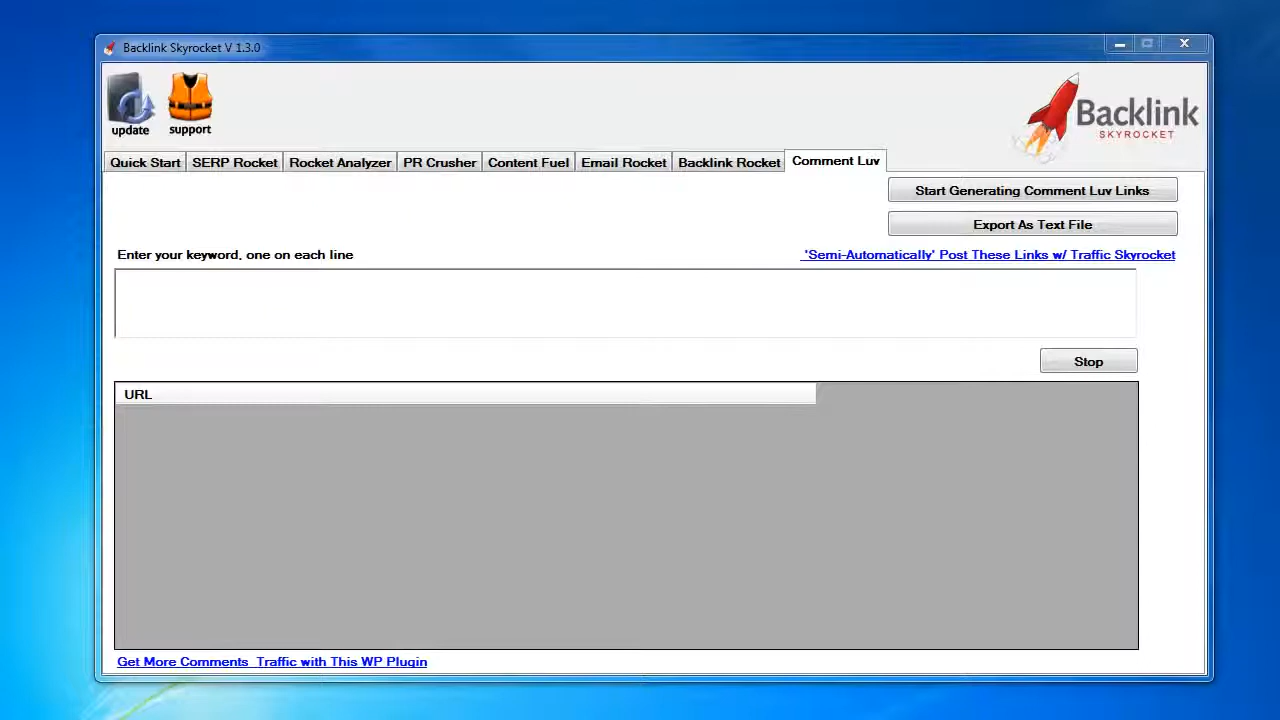 Backlink Skyrocket V 1.3.0
update
support
Backlink
SKYROCKET
Quick Start
SERP Rocket
Rocket Analyzer
PR Crusher
Content Fuel
Email Rocket
Backlink Rocket
Comment Luv
Start Generating Comment Luv Links
Export As Text File
Enter your keyword, one on each line
'Semi-Automatically' Post These Links w/ Traffic Skyrocket
Stop
URL
Get More Comments  Traffic with This WP Plugin